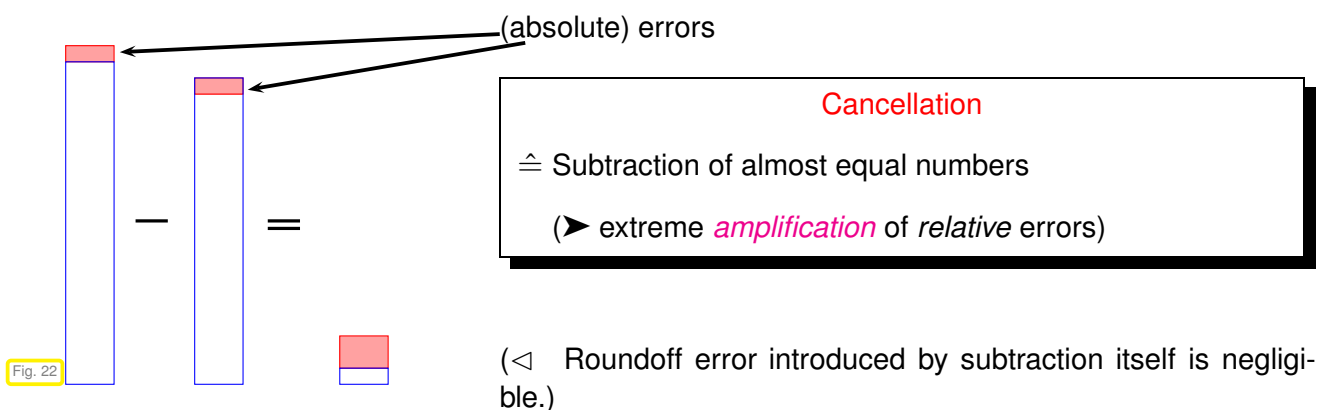 (absolute) errors
Cancellation
≙ Subtraction of almost equal numbers
(➤ extreme amplification of relative errors)
− =
Fig. 22
(◁ Roundoff error introduced by subtraction itself is negligi-
ble.)